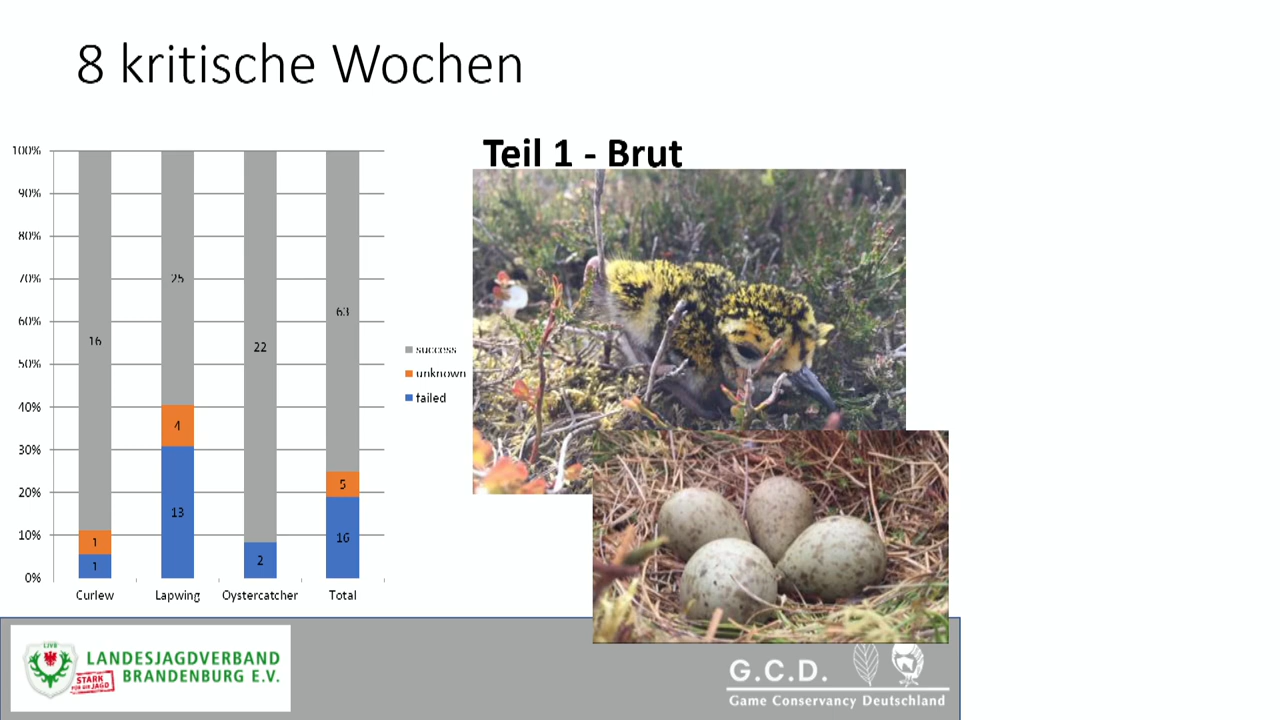 8 kritische Wochen
Teil 1 - Brut
100%
90%
80%
70%
60%
50%
40%
30%
20%
10%
0%
16
1
1
25
4
13
22
2
63
5
16
success
unknown
failed
Curlew
Lapwing
Oystercatcher
Total
LJVB
LANDESJAGDVERBAND
BRANDENBURG E.V.
STARK
FÜR DIE JAGD
G.C.D.
Game Conservancy Deutschland